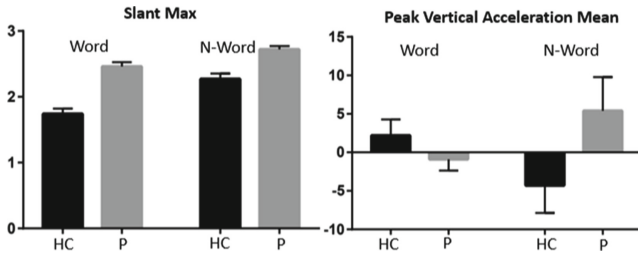 Slant Max
Word
N-Word
3
2
1
0
HC
P
HC
P
Peak Vertical Acceleration Mean
Word
N-Word
15
10
5
0
-5
-10
HC
P
HC
P